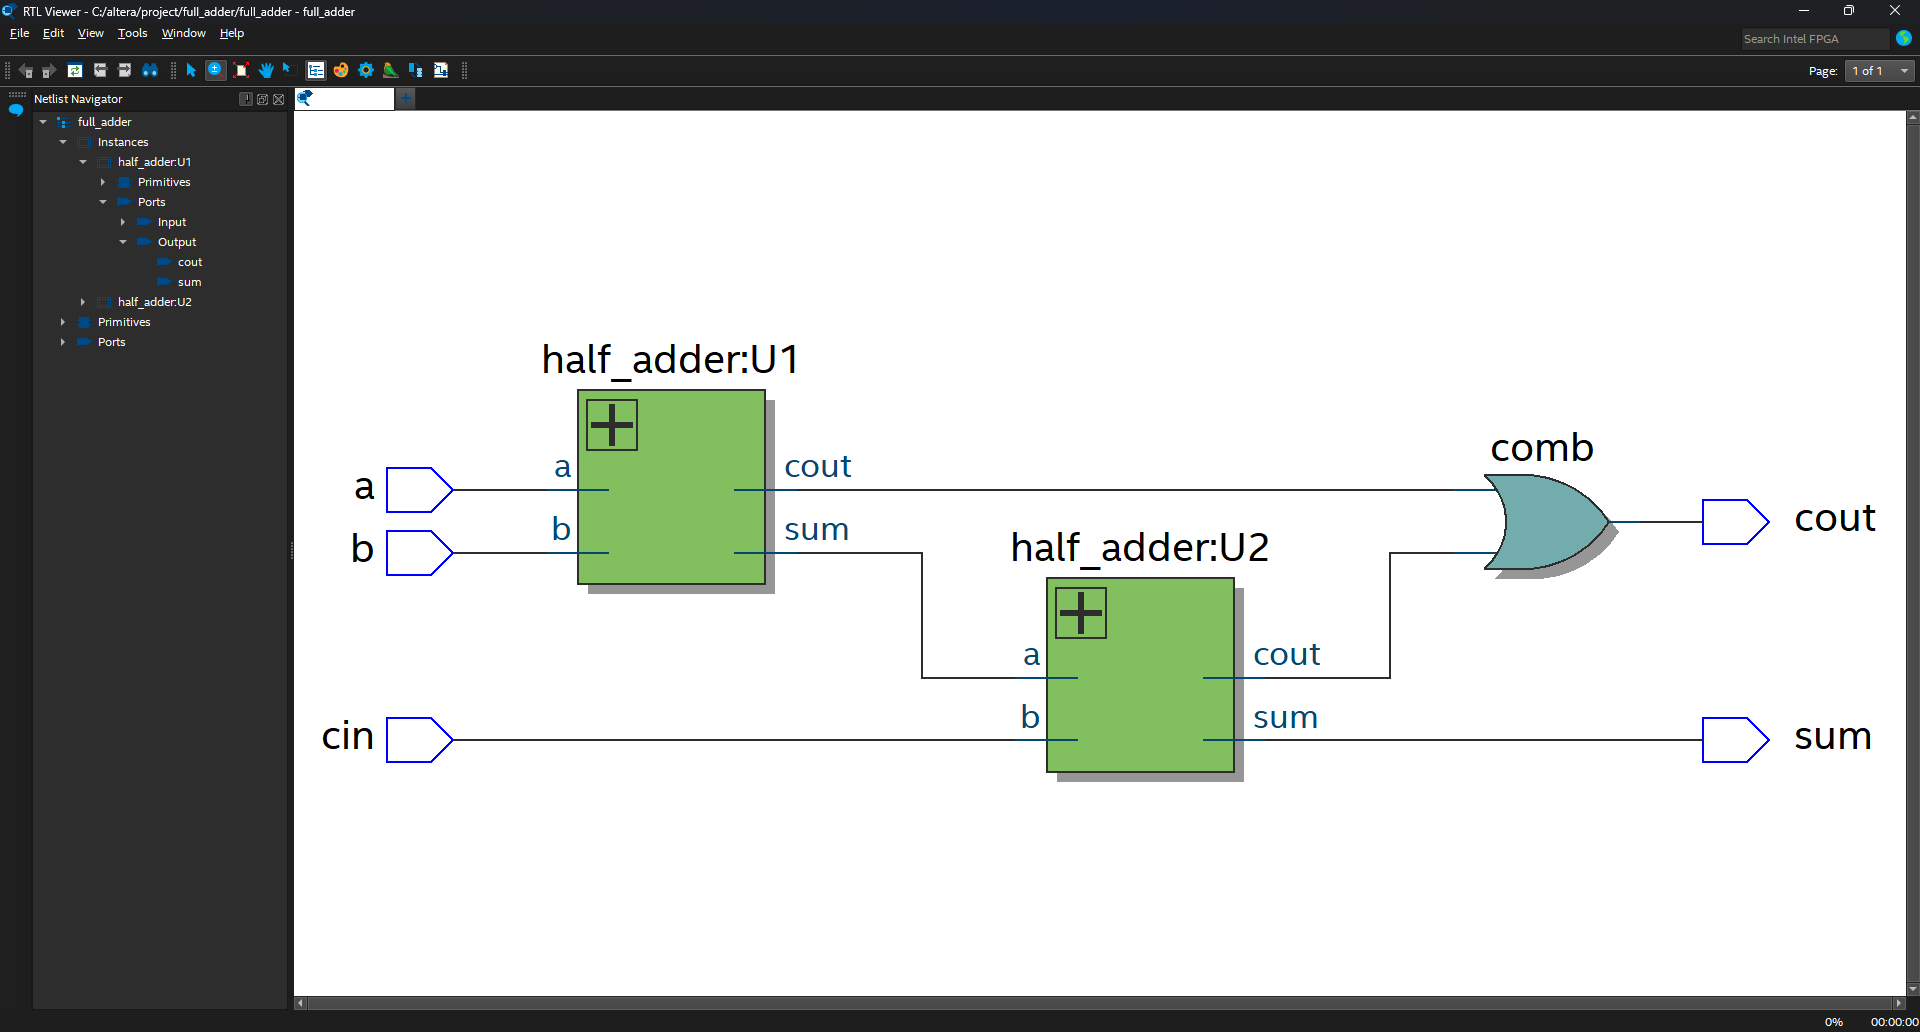 RTL Viewer - C:/altera/project/full_adder/full_adder - full_adder
File Edit View Tools Window Help
Search Intel FPGA
Page: 1 of 1
Netlist Navigator
full_adder
Instances
half_adder:U1
Primitives
Ports
Input
Output
cout
sum
half_adder:U2
Primitives
Ports
half_adder:U1
comb
a
a
cout
cout
b
b
sum
half_adder:U2
a
cout
cin
b
sum
sum
0% 00:00:00